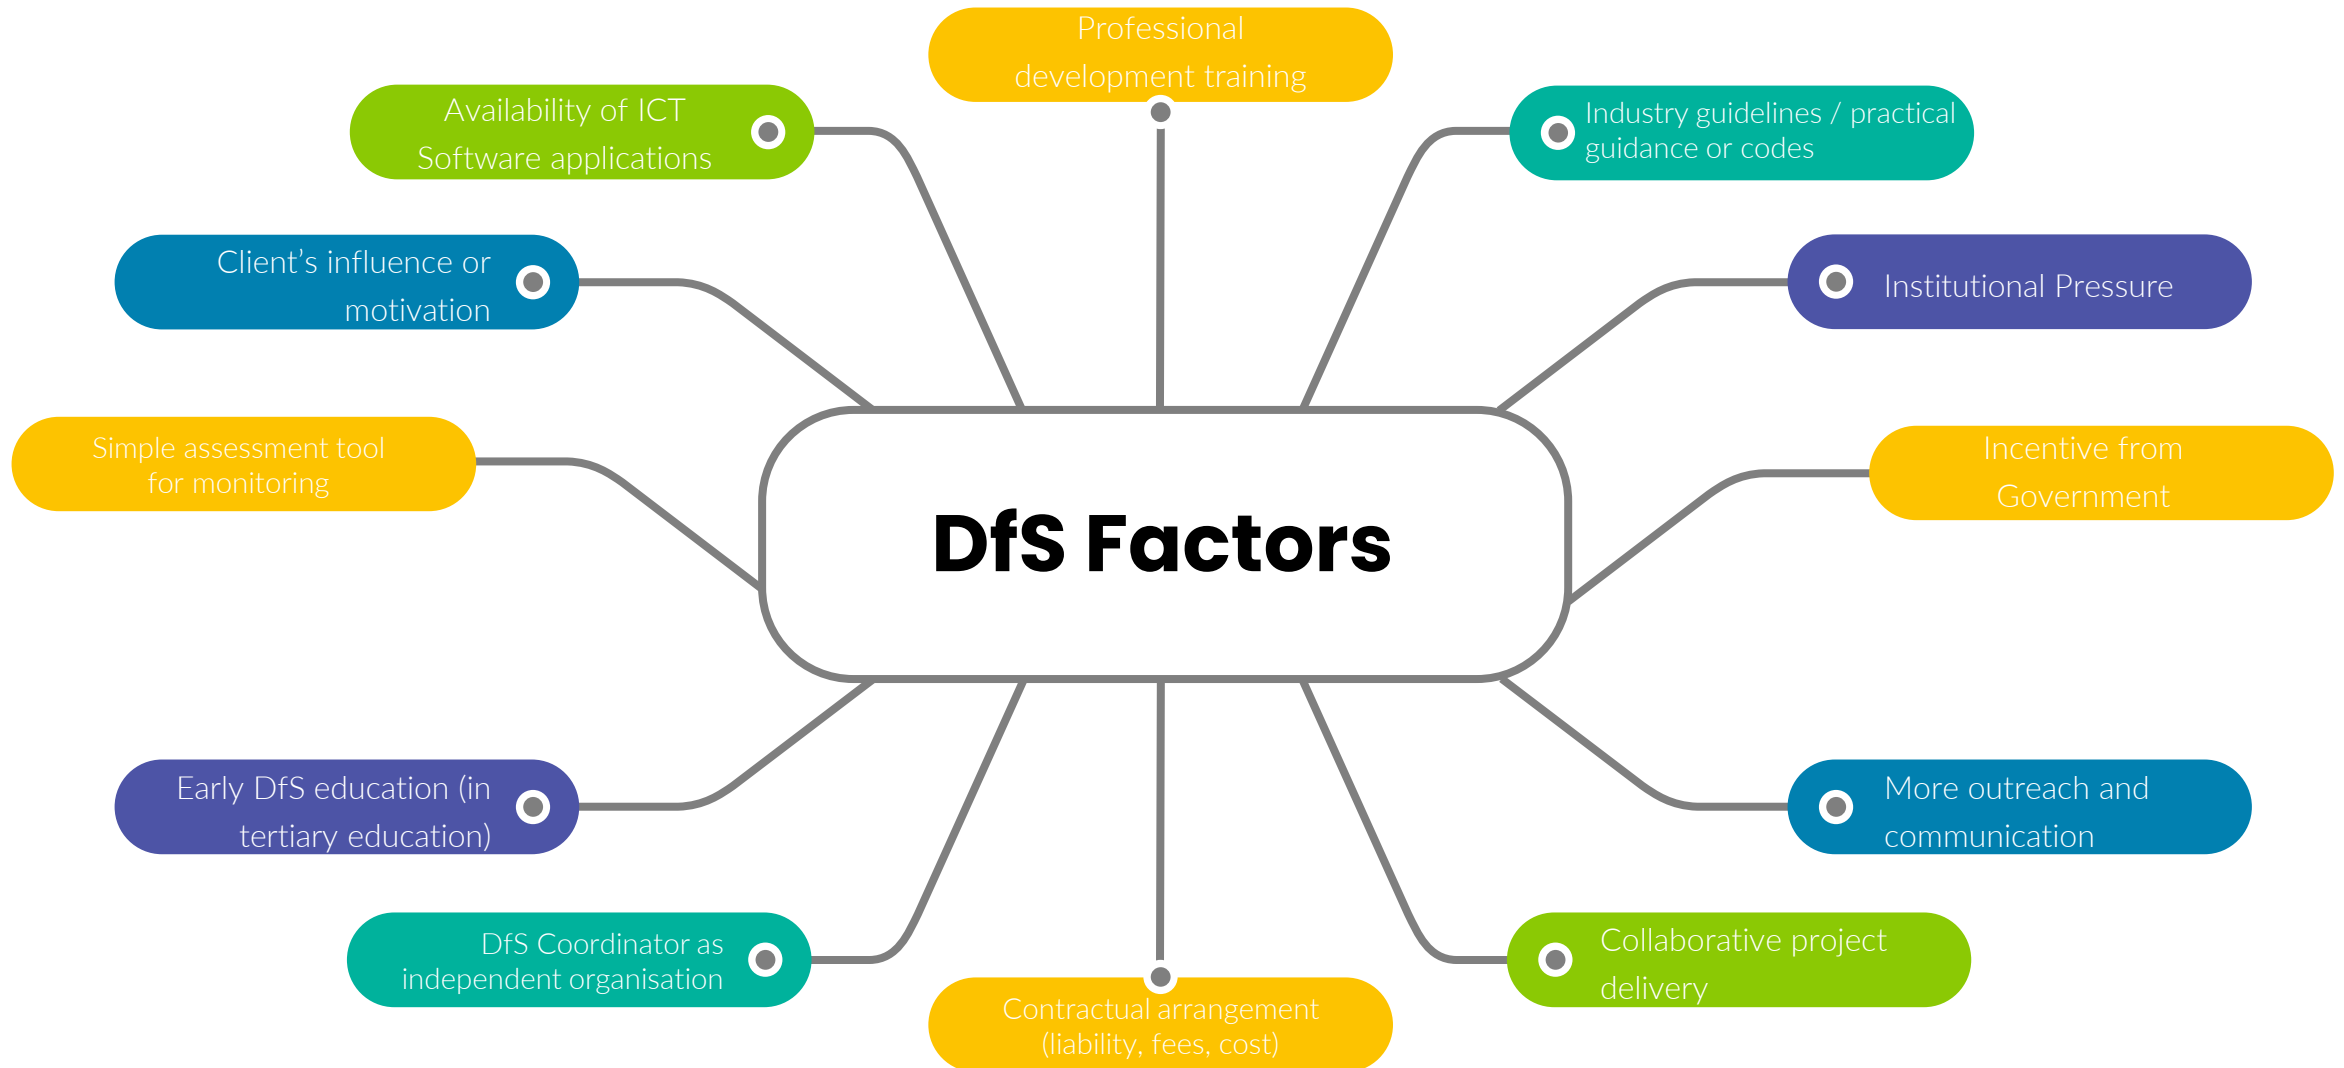 Professional
development training
Availability of ICT
Software applications
Industry guidelines / practical
guidance or codes
Client’s influence or
motivation
Institutional Pressure
Simple assessment tool
for monitoring
Incentive from
Government
DfS Factors
Early DfS education (in
tertiary education)
More outreach and
communication
DfS Coordinator as
independent organisation
Collaborative project
delivery
Contractual arrangement
(liability, fees, cost)